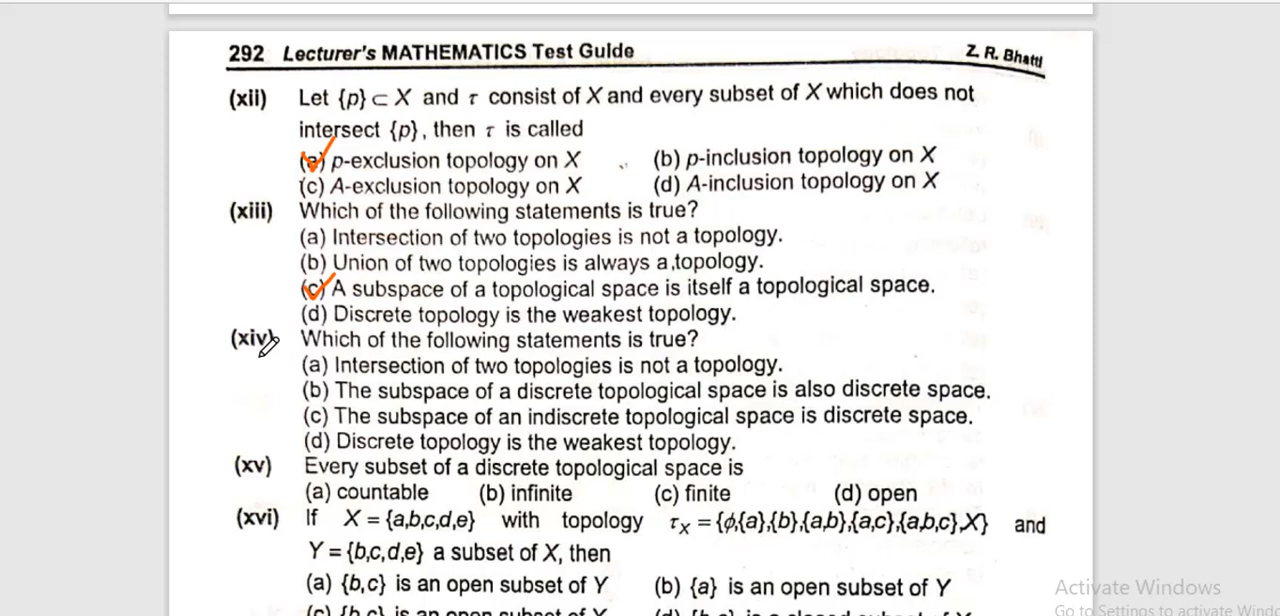 292 Lecturer's MATHEMATICS Test Guide Z. R. Bhatti
(xii) Let {p} ⊂ X and τ consist of X and every subset of X which does not
intersect {p}, then τ is called
(a) p-exclusion topology on X (b) p-inclusion topology on X
(c) A-exclusion topology on X (d) A-inclusion topology on X
(xiii) Which of the following statements is true?
(a) Intersection of two topologies is not a topology.
(b) Union of two topologies is always a topology.
(c) A subspace of a topological space is itself a topological space.
(d) Discrete topology is the weakest topology.
(xiv) Which of the following statements is true?
(a) Intersection of two topologies is not a topology.
(b) The subspace of a discrete topological space is also discrete space.
(c) The subspace of an indiscrete topological space is discrete space.
(d) Discrete topology is the weakest topology.
(xv) Every subset of a discrete topological space is
(a) countable (b) infinite (c) finite (d) open
(xvi) If X = {a,b,c,d,e} with topology τX = {ϕ,{a},{b},{a,b},{a,c},{a,b,c},X} and
Y = {b,c,d,e} a subset of X, then
(a) {b,c} is an open subset of Y (b) {a} is an open subset of Y
Activate Windows
Go to Settings to activate